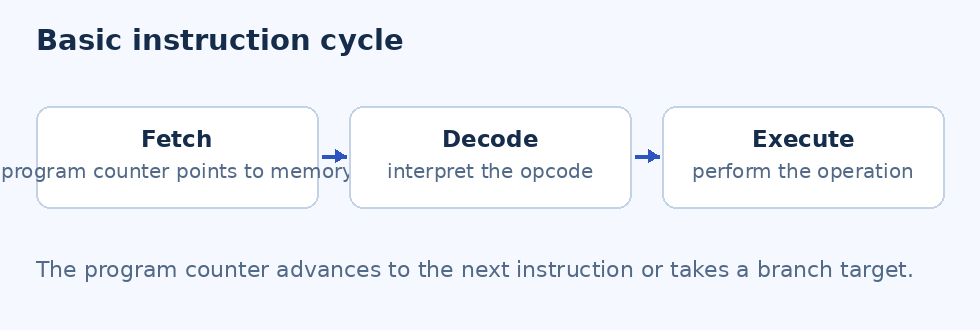 Basic instruction cycle
Fetch
program counter points to memory
Decode
interpret the opcode
Execute
perform the operation
The program counter advances to the next instruction or takes a branch target.